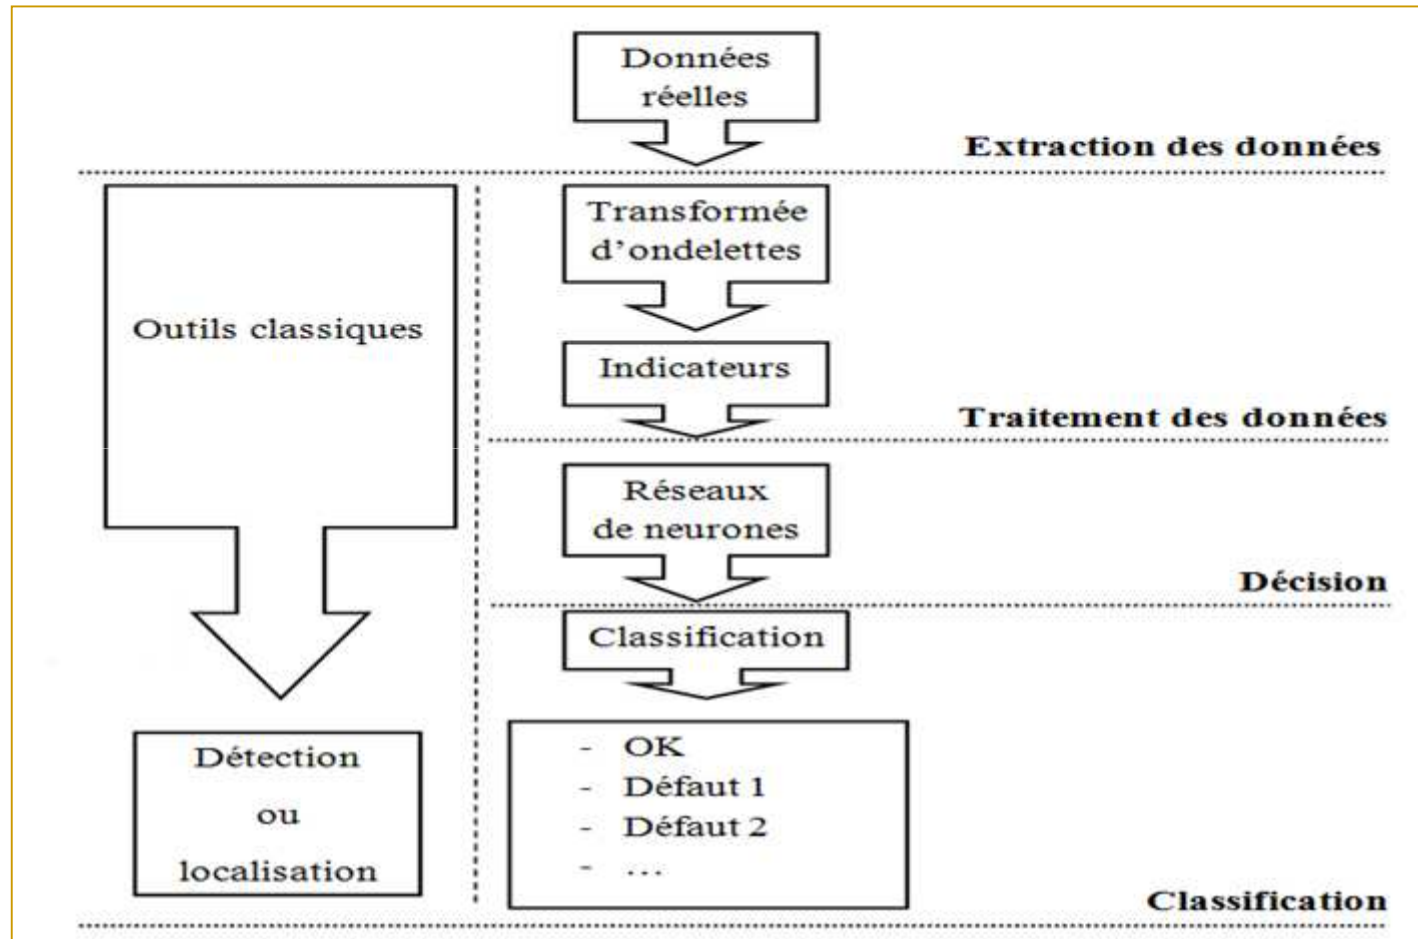 Données
réelles
Extraction des données
Outils classiques
Détection
ou
localisation
Transformée
d’ondelettes
Indicateurs
Traitement des données
Réseaux
de neurones
Décision
Classification
- OK
- Défaut 1
- Défaut 2
- ...
Classification